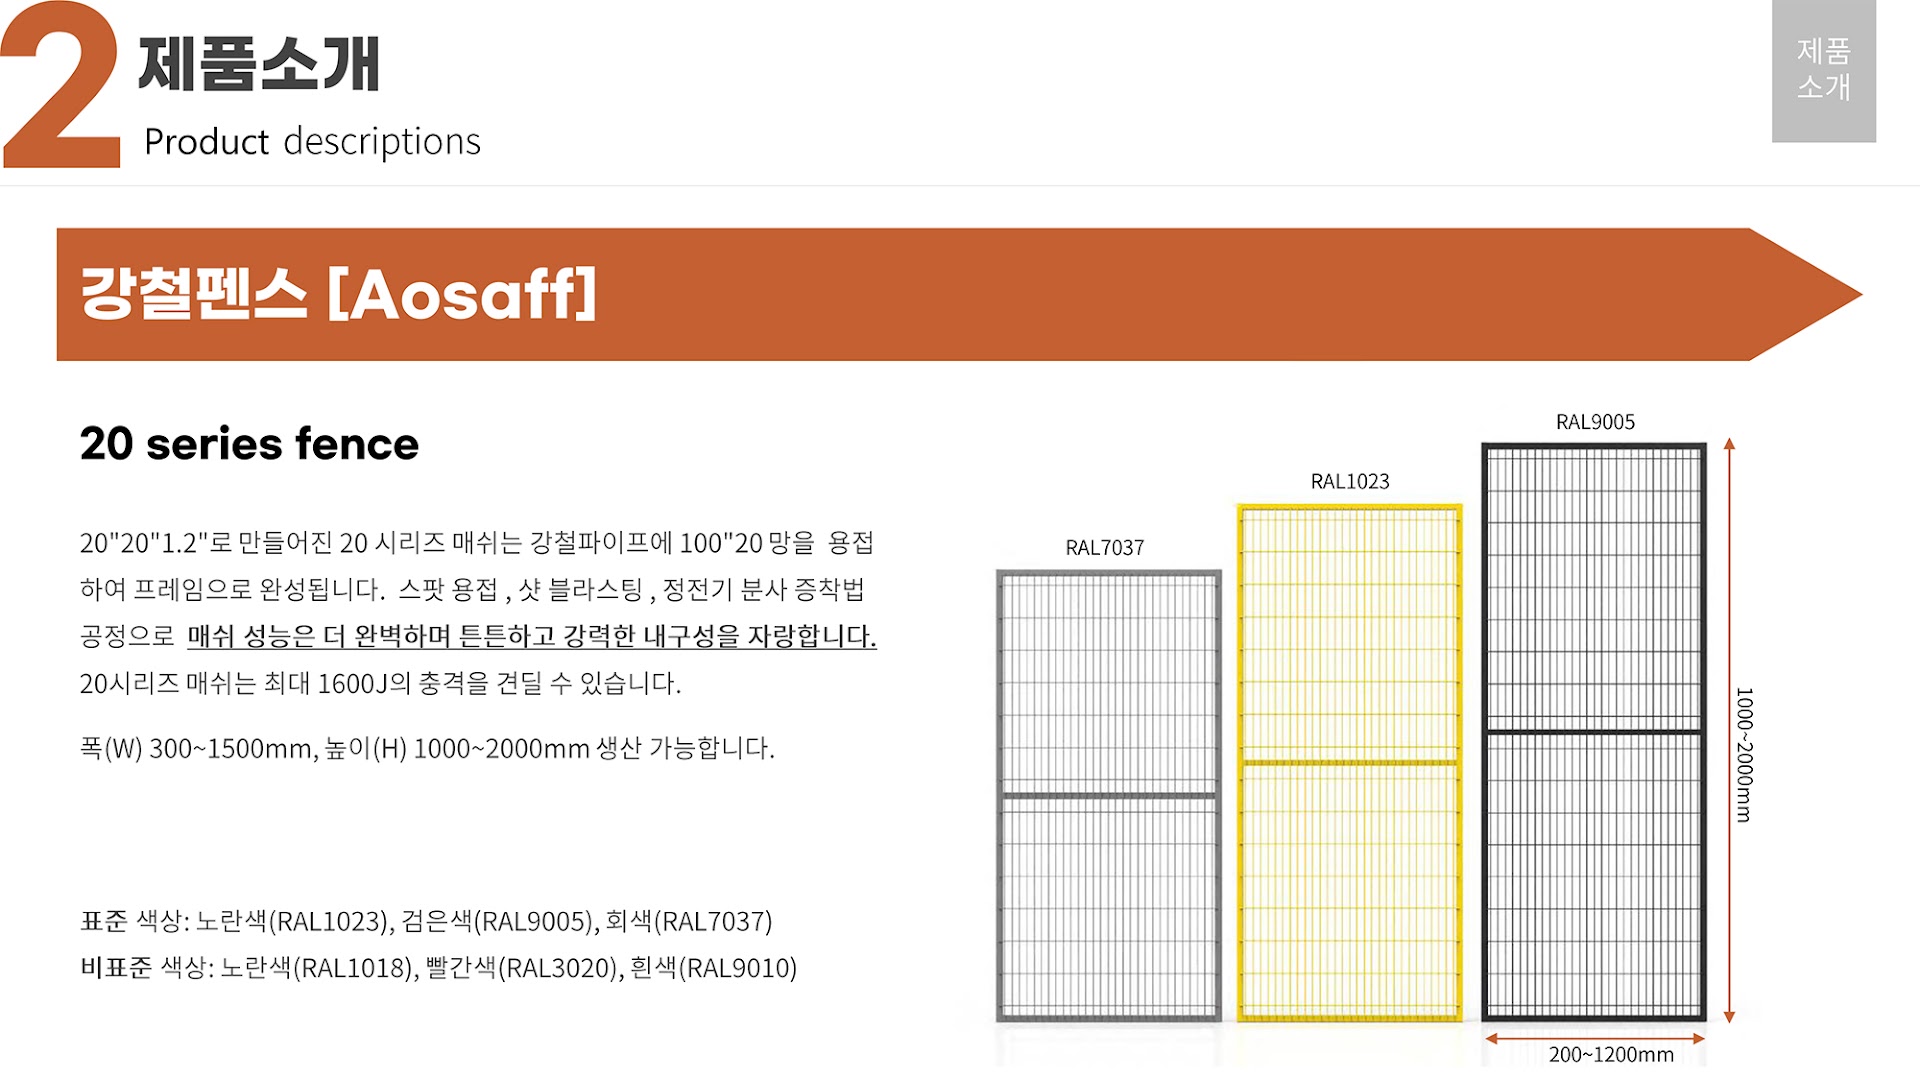 2 제품소개
Product descriptions
제품
소개
강철펜스 [Aosaff]
20 series fence
20"20"1.2"로 만들어진 20 시리즈 매쉬는 강철파이프에 100"20 망을 용접
하여 프레임으로 완성됩니다. 스팟 용접 , 샷 블라스팅 , 정전기 분사 증착법
공정으로 매쉬 성능은 더 완벽하며 튼튼하고 강력한 내구성을 자랑합니다.
20시리즈 매쉬는 최대 1600J의 충격을 견딜 수 있습니다.
폭(W) 300~1500mm, 높이(H) 1000~2000mm 생산 가능합니다.
표준 색상: 노란색(RAL1023), 검은색(RAL9005), 회색(RAL7037)
비표준 색상: 노란색(RAL1018), 빨간색(RAL3020), 흰색(RAL9010)
RAL7037
RAL1023
RAL9005
1000~2000mm
200~1200mm